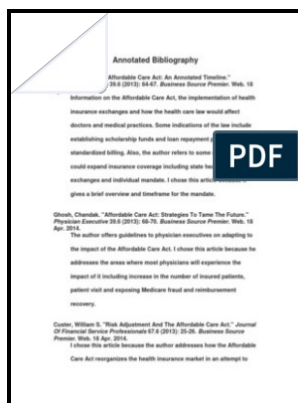 Annotated Bibliography
Affordable Care Act: An Annotated Timeline."
39.6 (2013): 64-67. Business Source Premier. Web. 18
Information on the Affordable Care Act, the implementation of health
insurance exchanges and how the health care law would affect
doctors and medical practices. Some indications of the law include
establishing scholarship funds and loan repayment
standardized billing. Also, the author refers to some
could expand insurance coverage including state
exchanges and individual mandate. I chose this article because it
gives a brief overview and timeframe for the mandate.
PDF
Ghosh, Chandak. "Affordable Care Act: Strategies To Tame The Future."
Physician Executive 39.6 (2013): 68-70. Business Source Premier. Web. 18
Apr. 2014.
The author offers guidelines to physician executives on adapting to
the impact of the Affordable Care Act. I chose this article because he
addresses the areas where most physicians will experience the
impact of it including increase in the number of insured patients,
patient visit and exposing Medicare fraud and reimbursement
recovery.
Custer, William S. "Risk Adjustment And The Affordable Care Act." Journal
Of Financial Service Professionals 67.6 (2013): 25-26. Business Source
Premier. Web. 18 Apr. 2014.
I chose this article because the author addresses how the Affordable
Care Act reorganizes the health insurance market in an attempt to